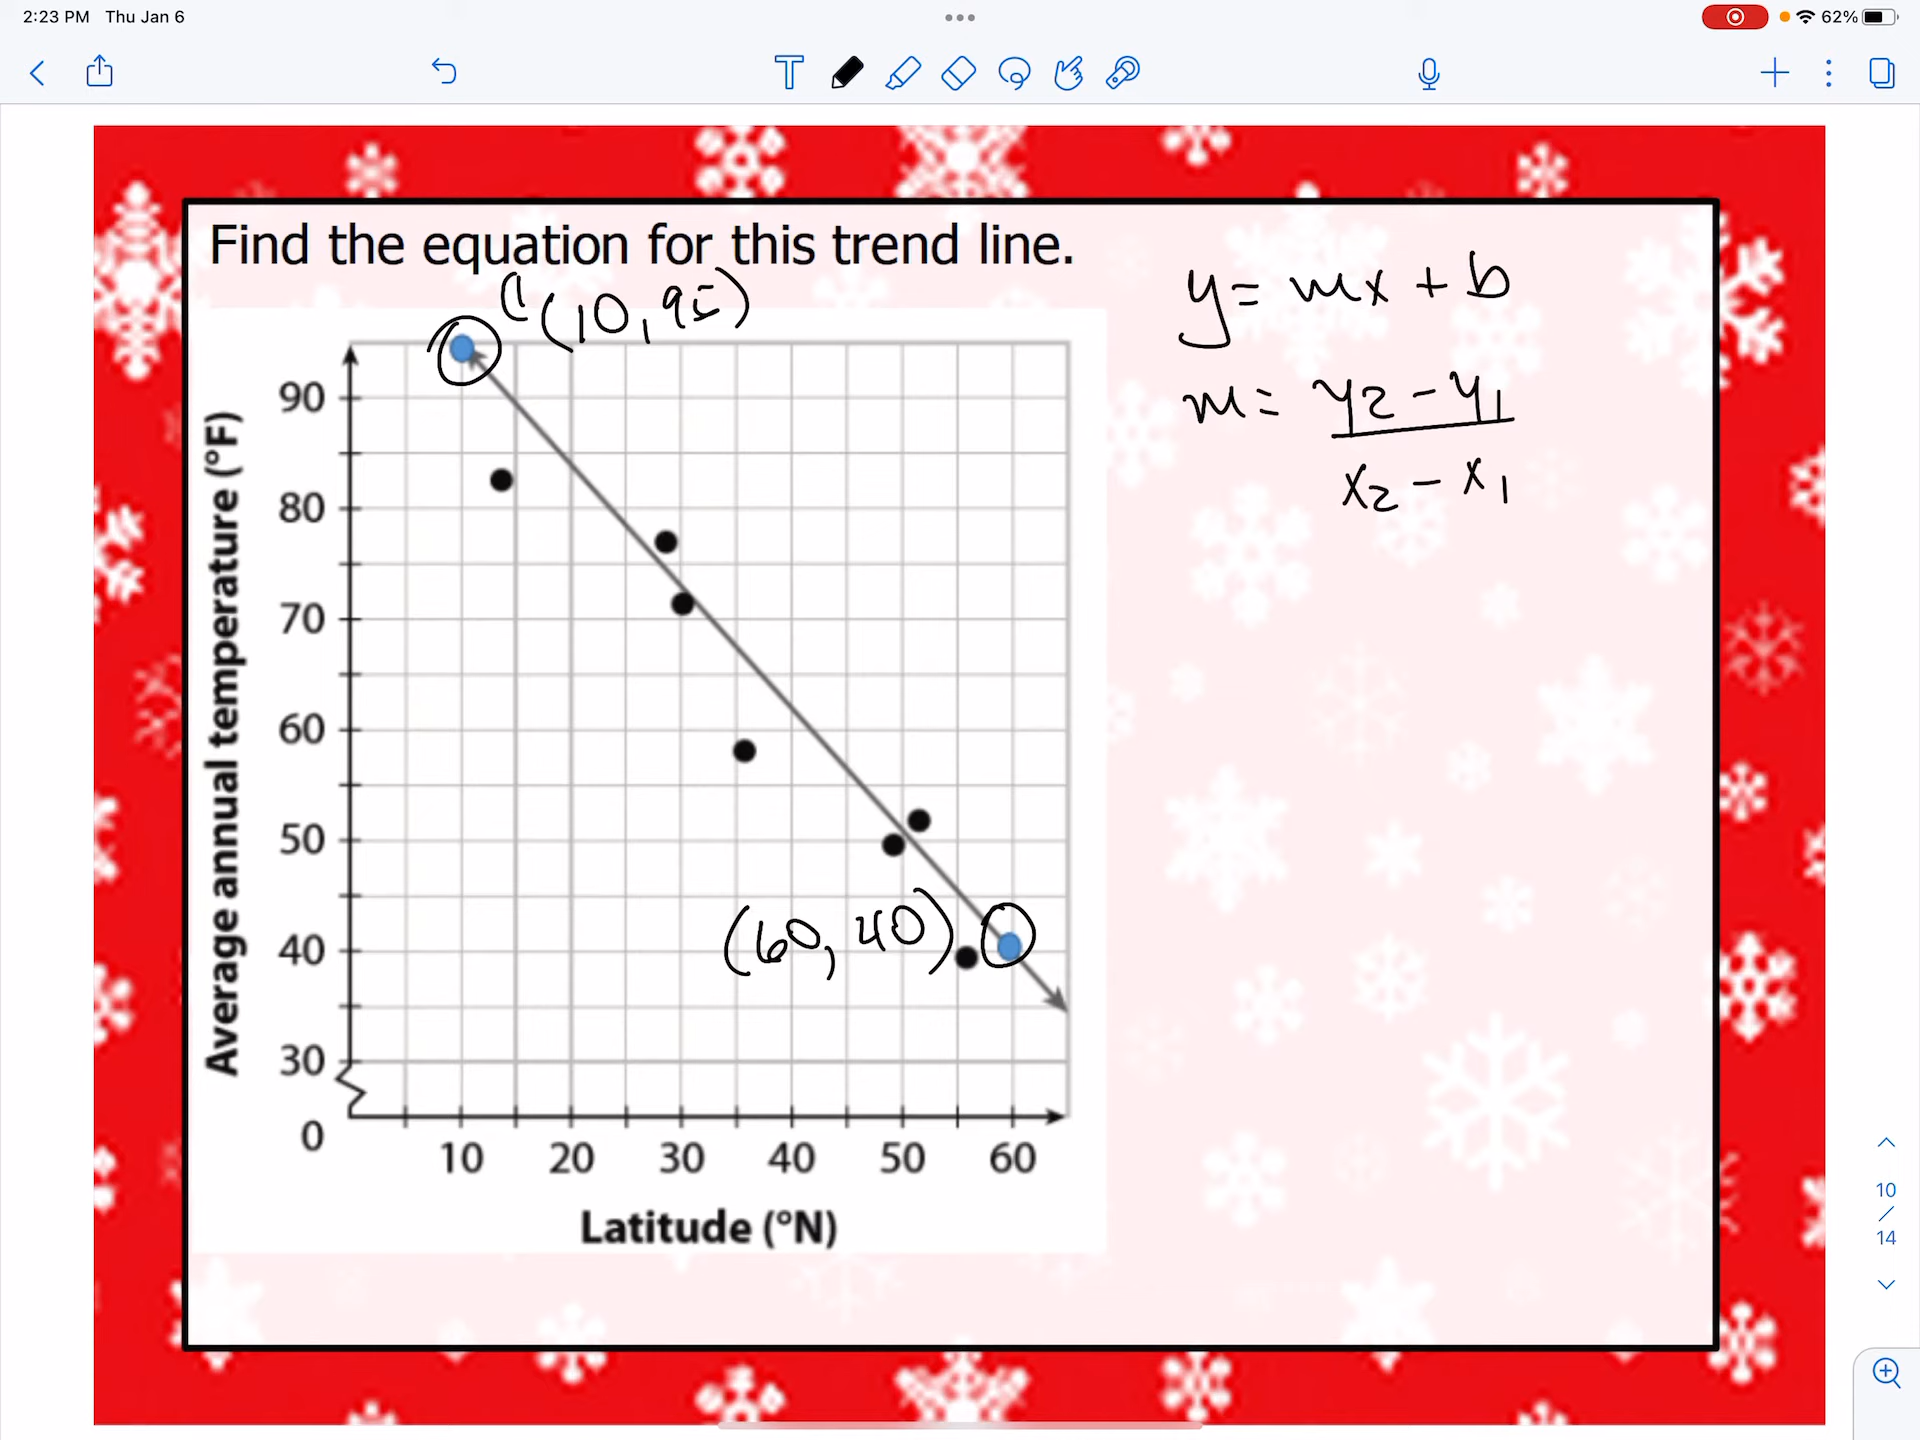 2:23 PM Thu Jan 6
62%
T
Find the equation for this trend line.
(10, 95)
y = mx + b
m = y2 - y1
x2 - x1
Average annual temperature (°F)
90
80
70
60
50
40
30
0
(60, 40)
10 20 30 40 50 60
Latitude (°N)
10
/
14